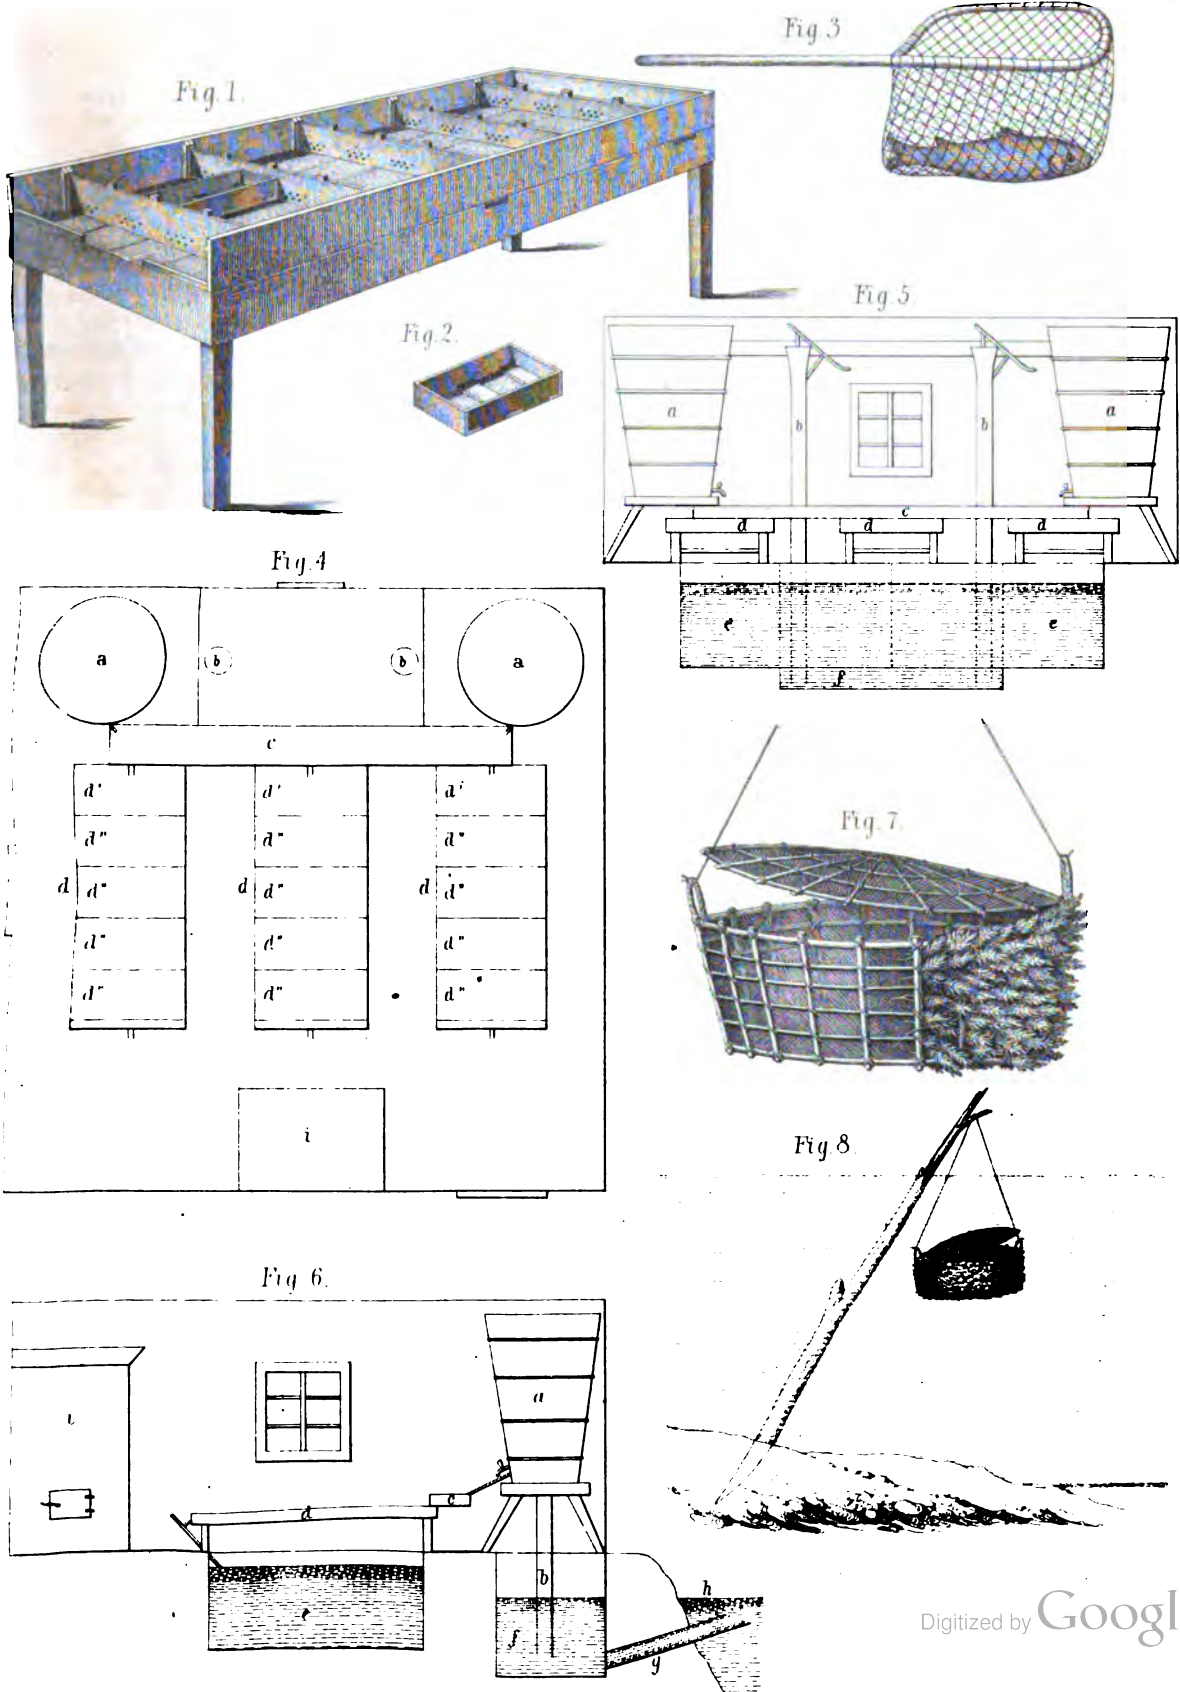 Fig. 3
Fig. 1.
Fig. 5.
Fig. 2.
a
b
b
a
c
d
d
d
e
e
f
Fig. 4
a
b
b
a
c
d'
d'
d'
d"
d"
d"
d
d"
d
d"
d
d"
d"
d"
d"
d"
d"
d"
i
Fig. 7.
Fig. 8.
Fig 6.
i
a
c
d
b
e
f
h
g
Digitized by Googl